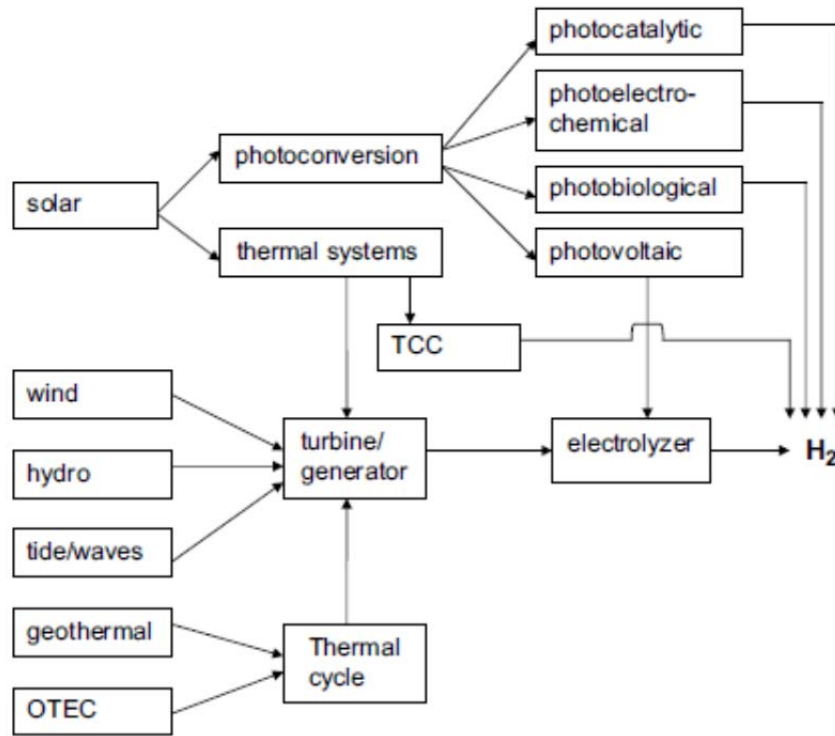 photocatalytic
photoelectro-
chemical
photoconversion
photobiological
solar
thermal systems
photovoltaic
TCC
wind
turbine/
generator
electrolyzer
H2
hydro
tide/waves
geothermal
Thermal
cycle
OTEC